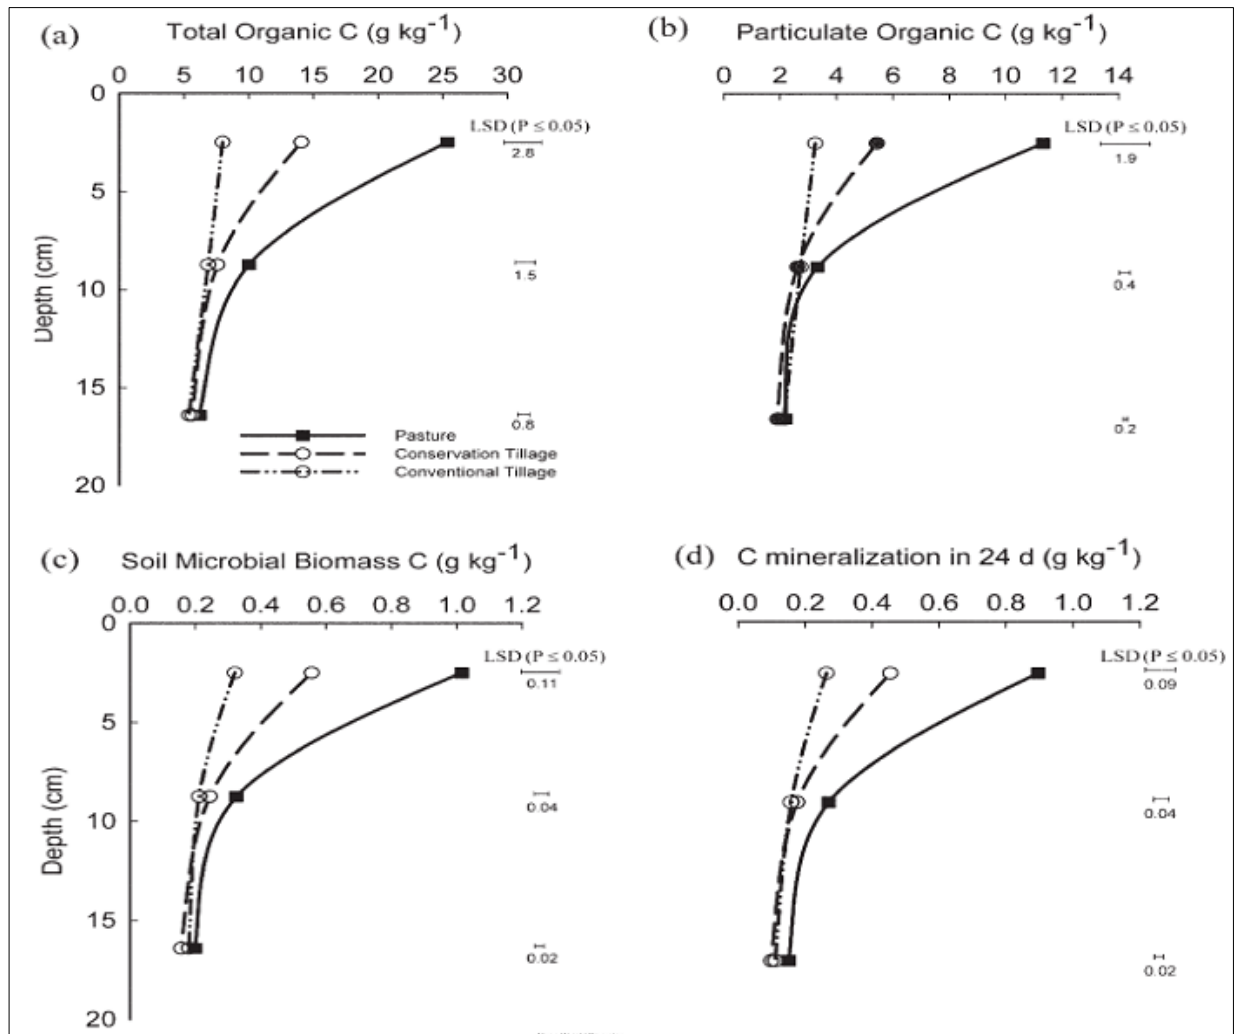 (a) Total Organic C (g kg⁻¹)
0 5 10 15 20 25 30
0
5
10
15
20
Depth (cm)
LSD (P ≤ 0.05)
2.8
1.5
0.8
Pasture
Conservation Tillage
Conventional Tillage
(b) Particulate Organic C (g kg⁻¹)
0 2 4 6 8 10 12 14
LSD (P ≤ 0.05)
1.9
0.4
0.2
(c) Soil Microbial Biomass C (g kg⁻¹)
0.0 0.2 0.4 0.6 0.8 1.0 1.2
0
5
10
15
20
Depth (cm)
LSD (P ≤ 0.05)
0.11
0.04
0.02
(d) C mineralization in 24 d (g kg⁻¹)
0.0 0.2 0.4 0.6 0.8 1.0 1.2
LSD (P ≤ 0.05)
0.09
0.04
0.02